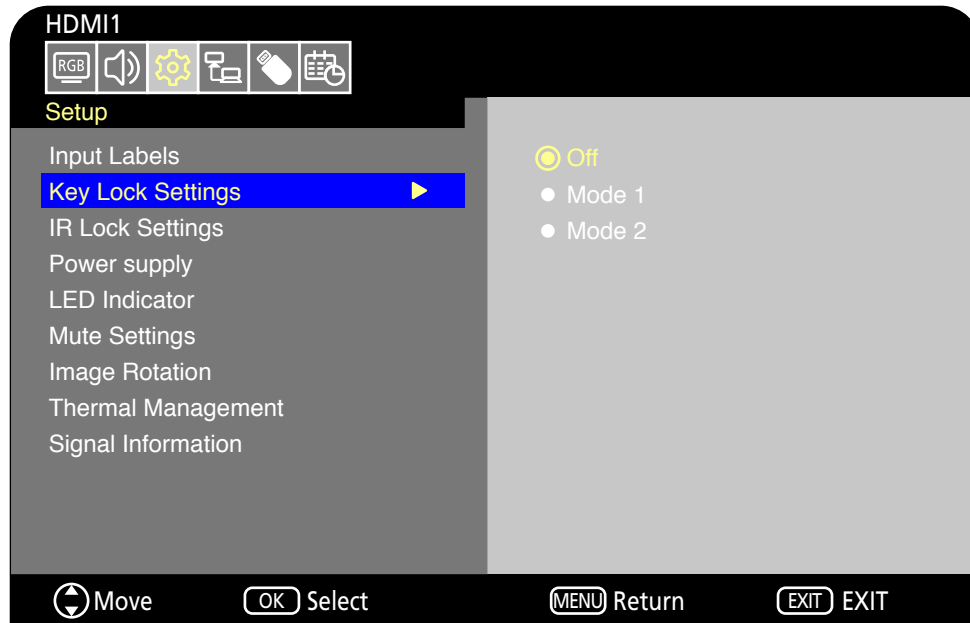 HDMI1
RGB
Setup
Input Labels
Key Lock Settings
IR Lock Settings
Power supply
LED Indicator
Mute Settings
Image Rotation
Thermal Management
Signal Information
Off
Mode 1
Mode 2
Move OK Select MENU Return EXIT EXIT